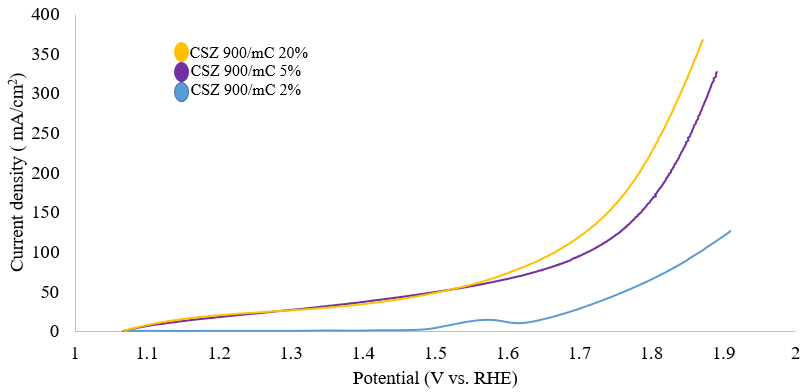 400
350
300
250
200
150
100
50
0
Current density ( mA/cm²)
CSZ 900/mC 20%
CSZ 900/mC 5%
CSZ 900/mC 2%
1 1.1 1.2 1.3 1.4 1.5 1.6 1.7 1.8 1.9 2
Potential (V vs. RHE)